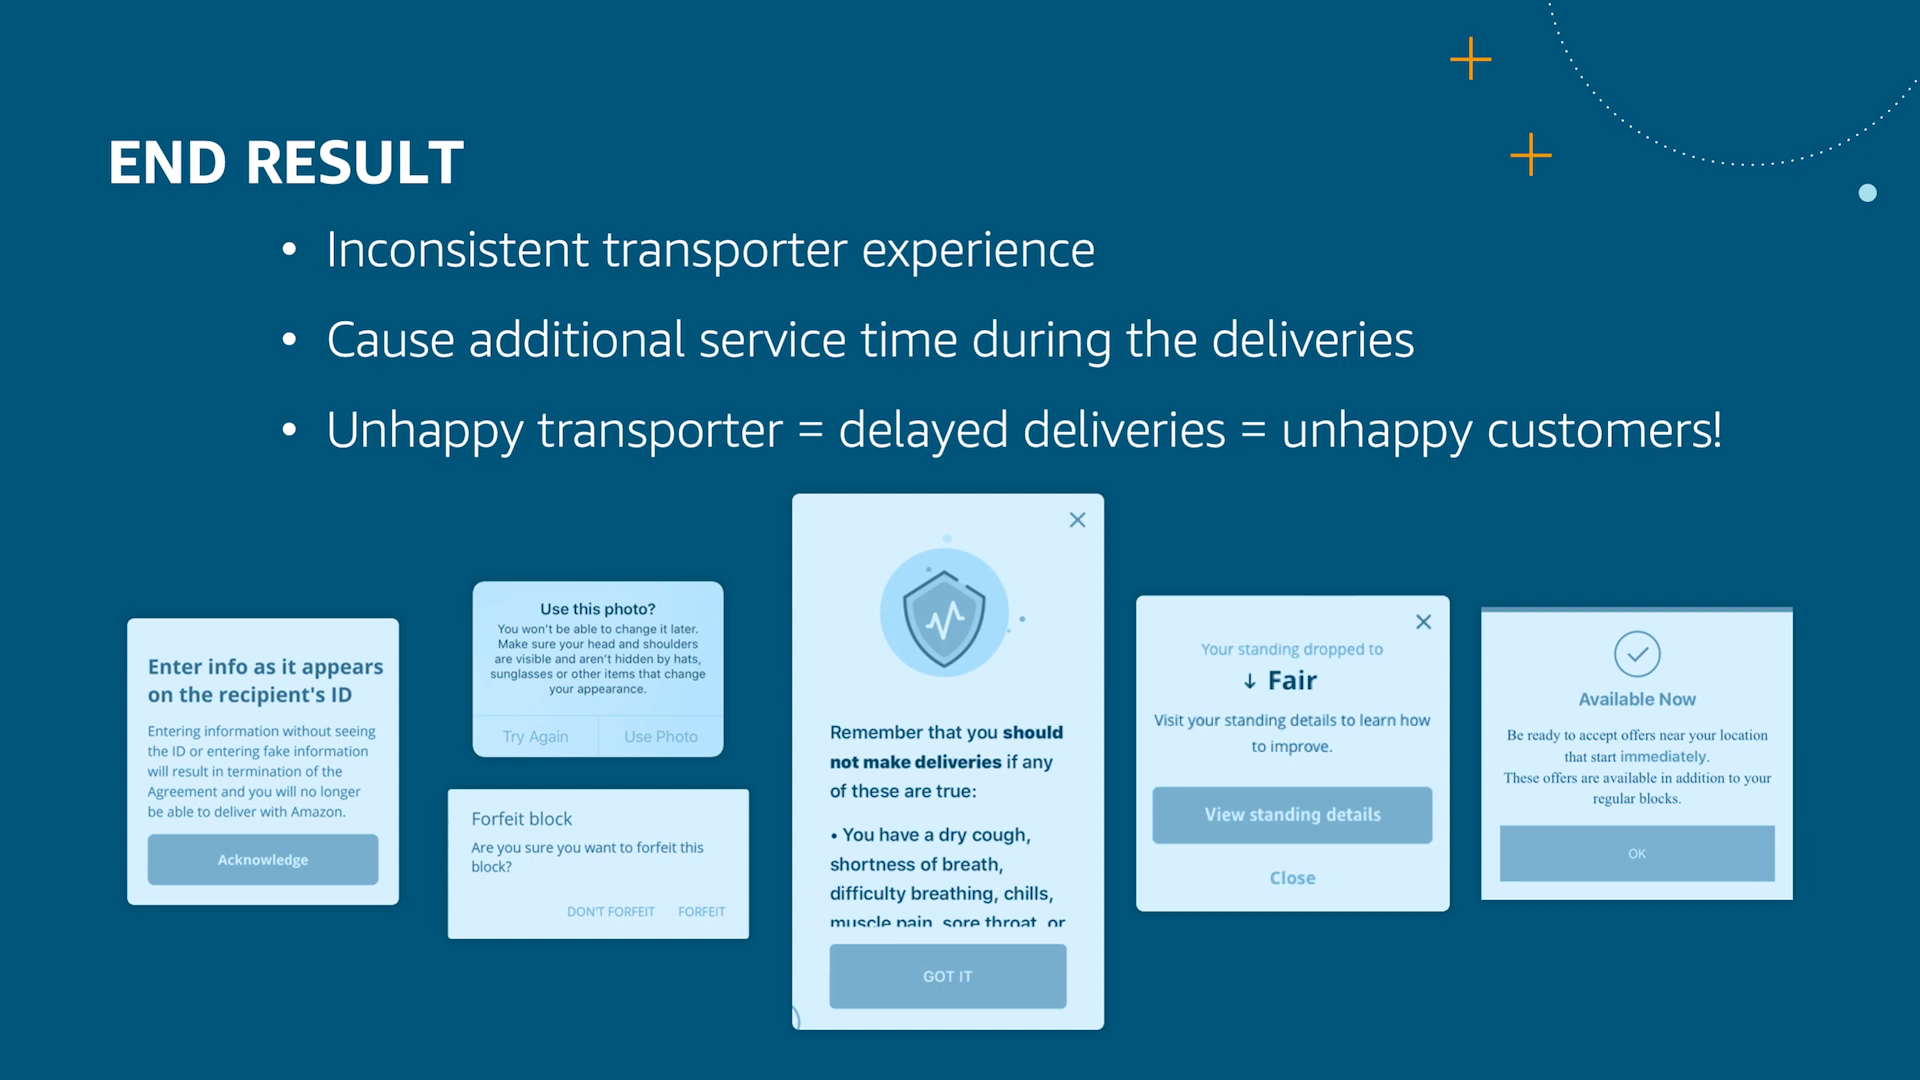 END RESULT
• Inconsistent transporter experience
• Cause additional service time during the deliveries
• Unhappy transporter = delayed deliveries = unhappy customers!
Enter info as it appears
on the recipient's ID
Entering information without seeing
the ID or entering fake information
will result in termination of the
Agreement and you will no longer
be able to deliver with Amazon.
Acknowledge
Use this photo?
You won't be able to change it later.
Make sure your head and shoulders
are visible and aren't hidden by hats,
sunglasses or other items that change
your appearance.
Try Again
Use Photo
Forfeit block
Are you sure you want to forfeit this
block?
DON'T FORFEIT
FORFEIT
Remember that you should
not make deliveries if any
of these are true:
• You have a dry cough,
shortness of breath,
difficulty breathing, chills,
muscle pain, sore throat, or
GOT IT
Your standing dropped to
↓ Fair
Visit your standing details to learn how
to improve.
View standing details
Close
Available Now
Be ready to accept offers near your location
that start immediately.
These offers are available in addition to your
regular blocks.
OK